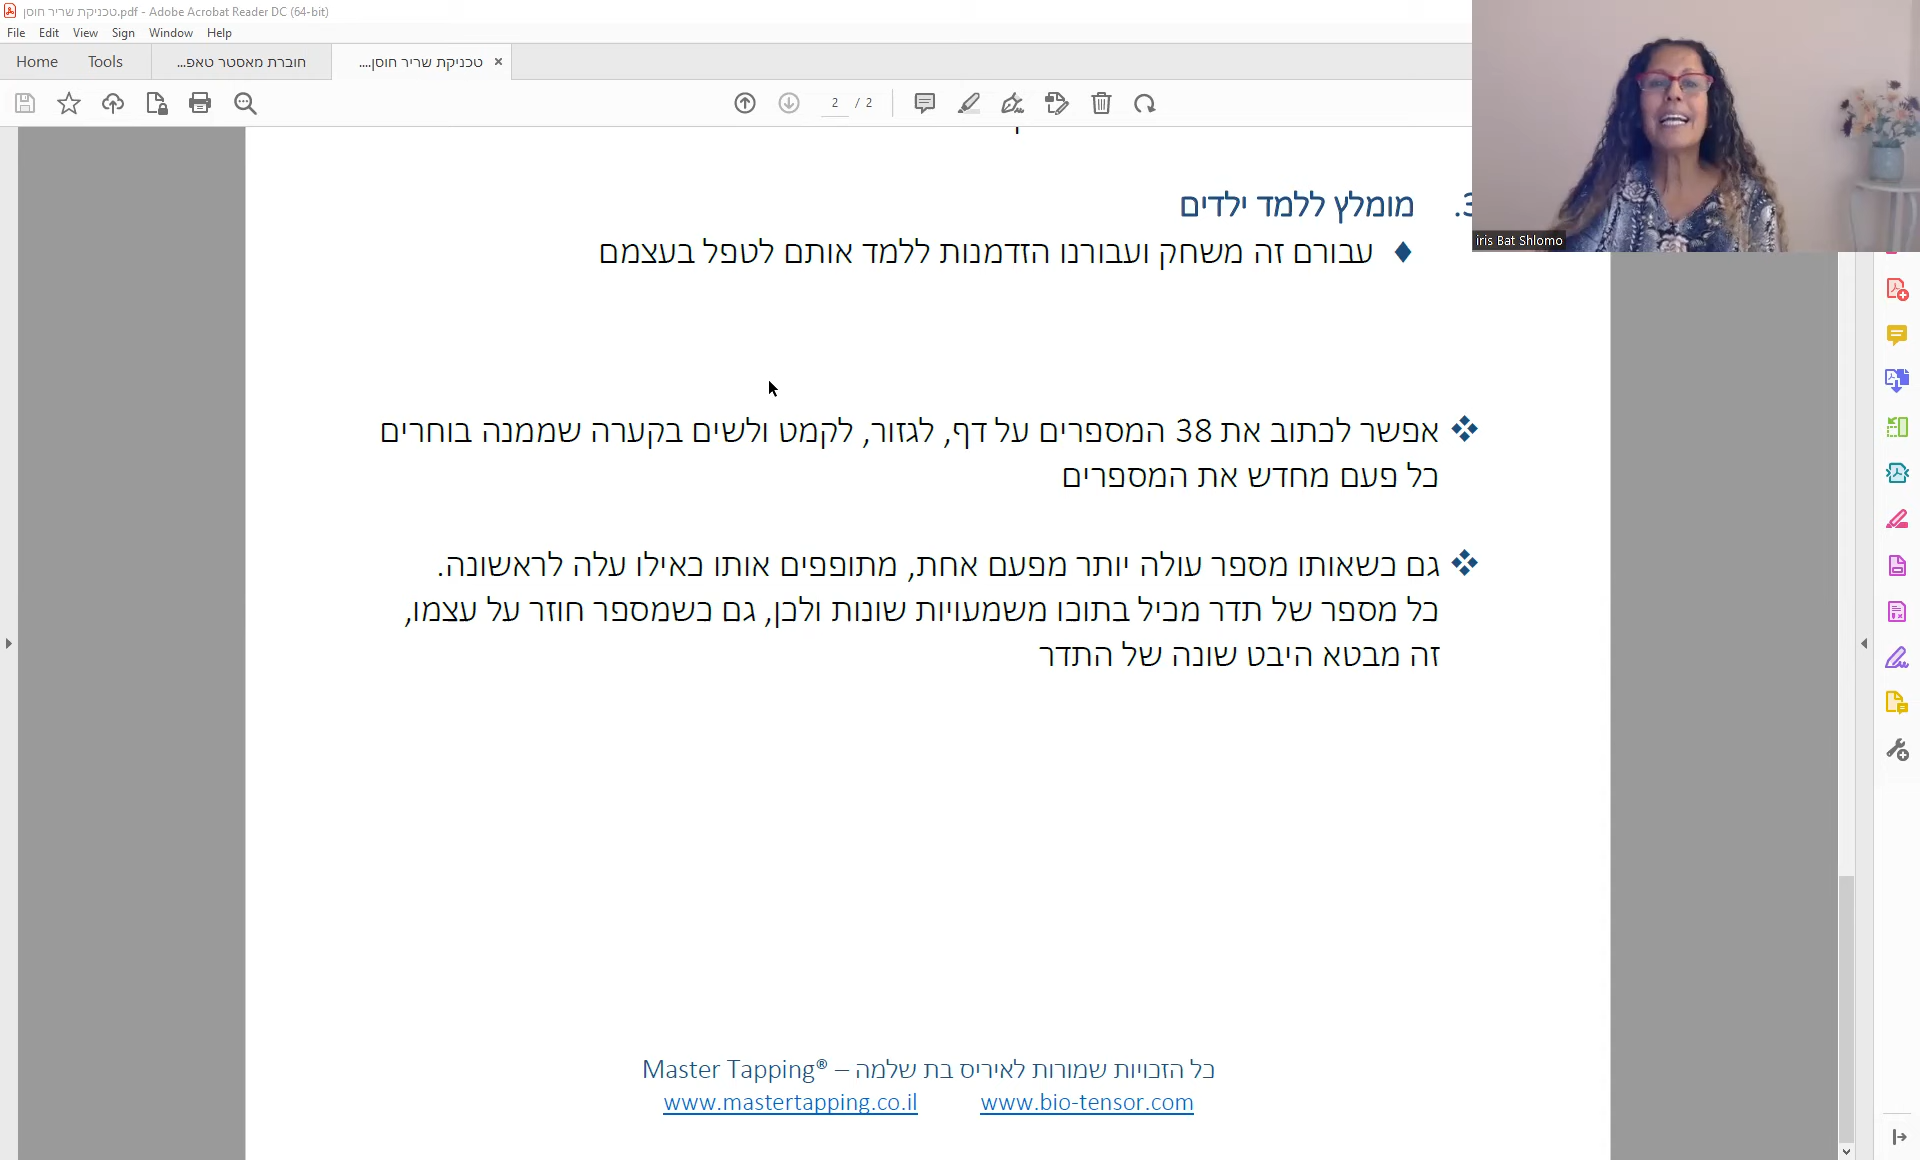 טכניקת שריר חוסן.pdf - Adobe Acrobat Reader DC (64-bit)
File Edit View Sign Window Help
Home Tools חוברת מאסטר טאפ... טכניקת שריר חוסן....
2 / 2
iris Bat Shlomo
3. מומלץ ללמד ילדים
עבורם זה משחק ועבורנו הזדמנות ללמד אותם לטפל בעצמם
אפשר לכתוב את 38 המספרים על דף, לגזור, לקמט ולשים בקערה שממנה בוחרים
כל פעם מחדש את המספרים
גם כשאותו מספר עולה יותר מפעם אחת, מתופפים אותו כאילו עלה לראשונה.
כל מספר של תדר מכיל בתוכו משמעויות שונות ולכן, גם כשמספר חוזר על עצמו,
זה מבטא היבט שונה של התדר
כל הזכויות שמורות לאיריס בת שלמה – Master Tapping®
www.mastertapping.co.il www.bio-tensor.com